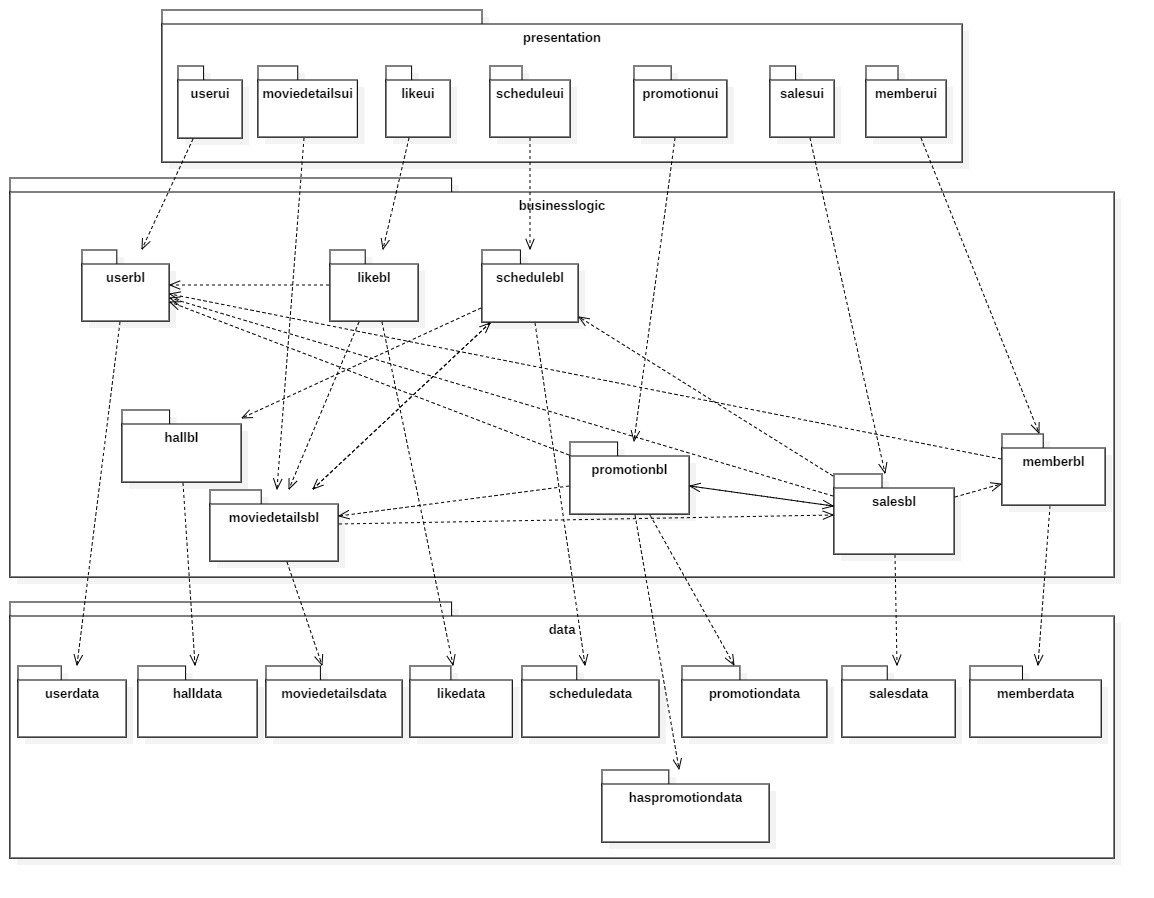 presentation
userui
moviedetailsui
likeui
scheduleui
promotionui
salesui
memberui
businesslogic
userbl
likebl
schedulebl
hallbl
moviedetailsbl
promotionbl
salesbl
memberbl
data
userdata
halldata
moviedetailsdata
likedata
scheduledata
promotiondata
salesdata
memberdata
haspromotiondata